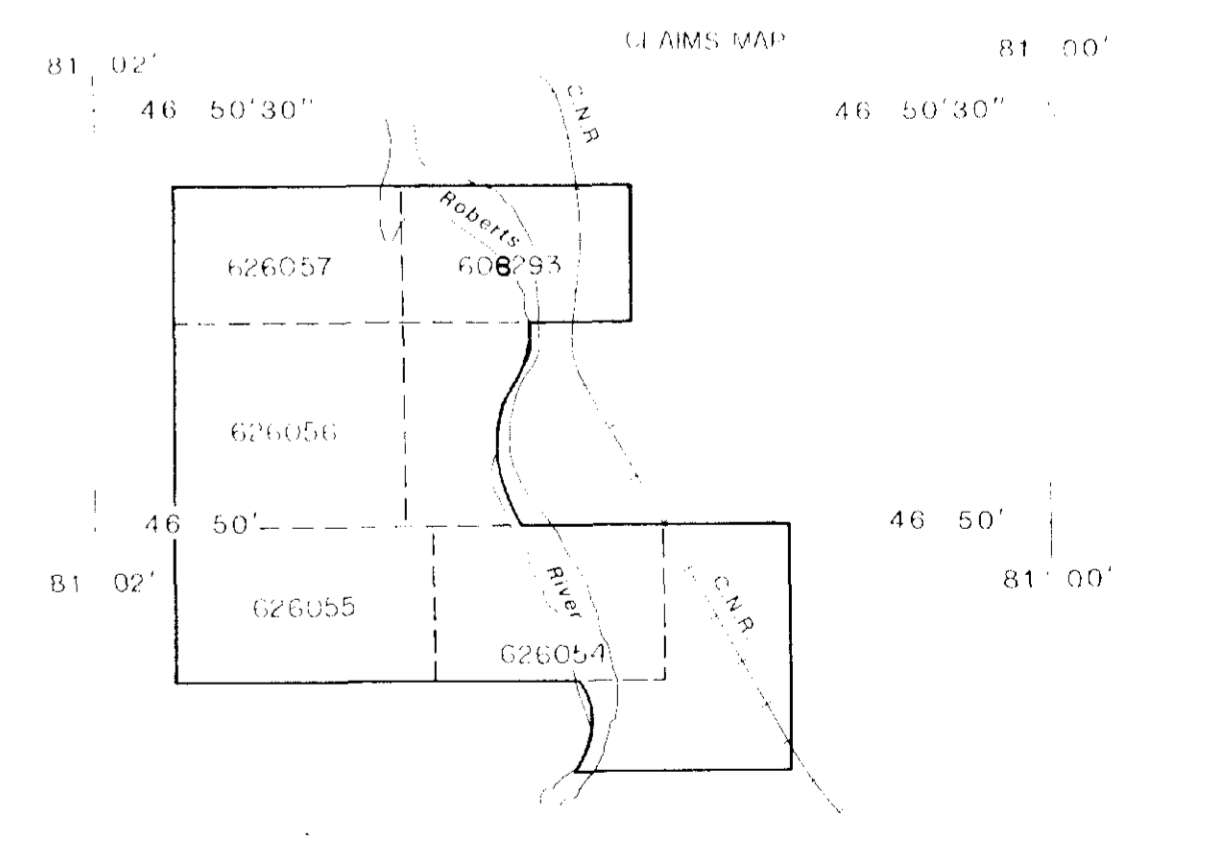 CLAIMS MAP
81 02' 81 00'
46 50'30" 46 50'30"
C.N.R
Roberts
626057 608293
626056
46 50' 46 50'
81 02' 81 00'
River C.N.R.
626055
626054